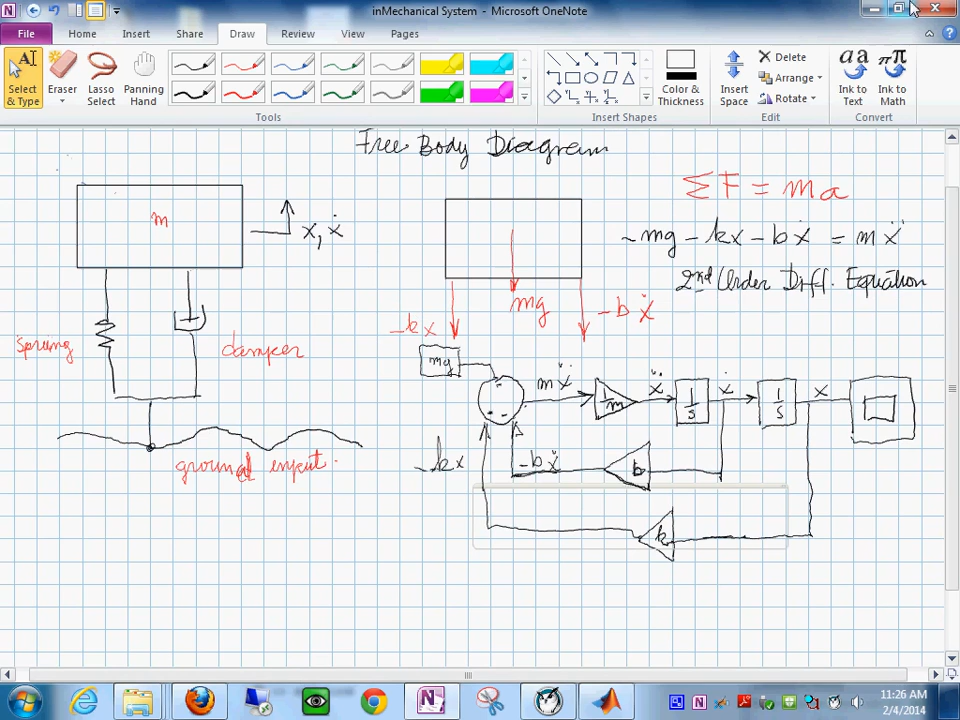 inMechanical System - Microsoft OneNote
File Home Insert Share Draw Review View Pages
Select & Type
Eraser
Lasso Select
Panning Hand
Color & Thickness
Insert Space
Delete
Arrange
Rotate
Ink to Text
Ink to Math
Tools
Insert Shapes
Edit
Convert
Free Body Diagram
ΣF = ma
m
x, ẋ
-mg - kx - bẋ = mẍ
2nd Order Diff. Equation
mg
-kx
-bẋ
spring
damper
ground input.
mg
mẍ
1/m
ẍ
1/s
ẋ
1/s
x
-kx
-bẋ
b
k
11:26 AM
2/4/2014